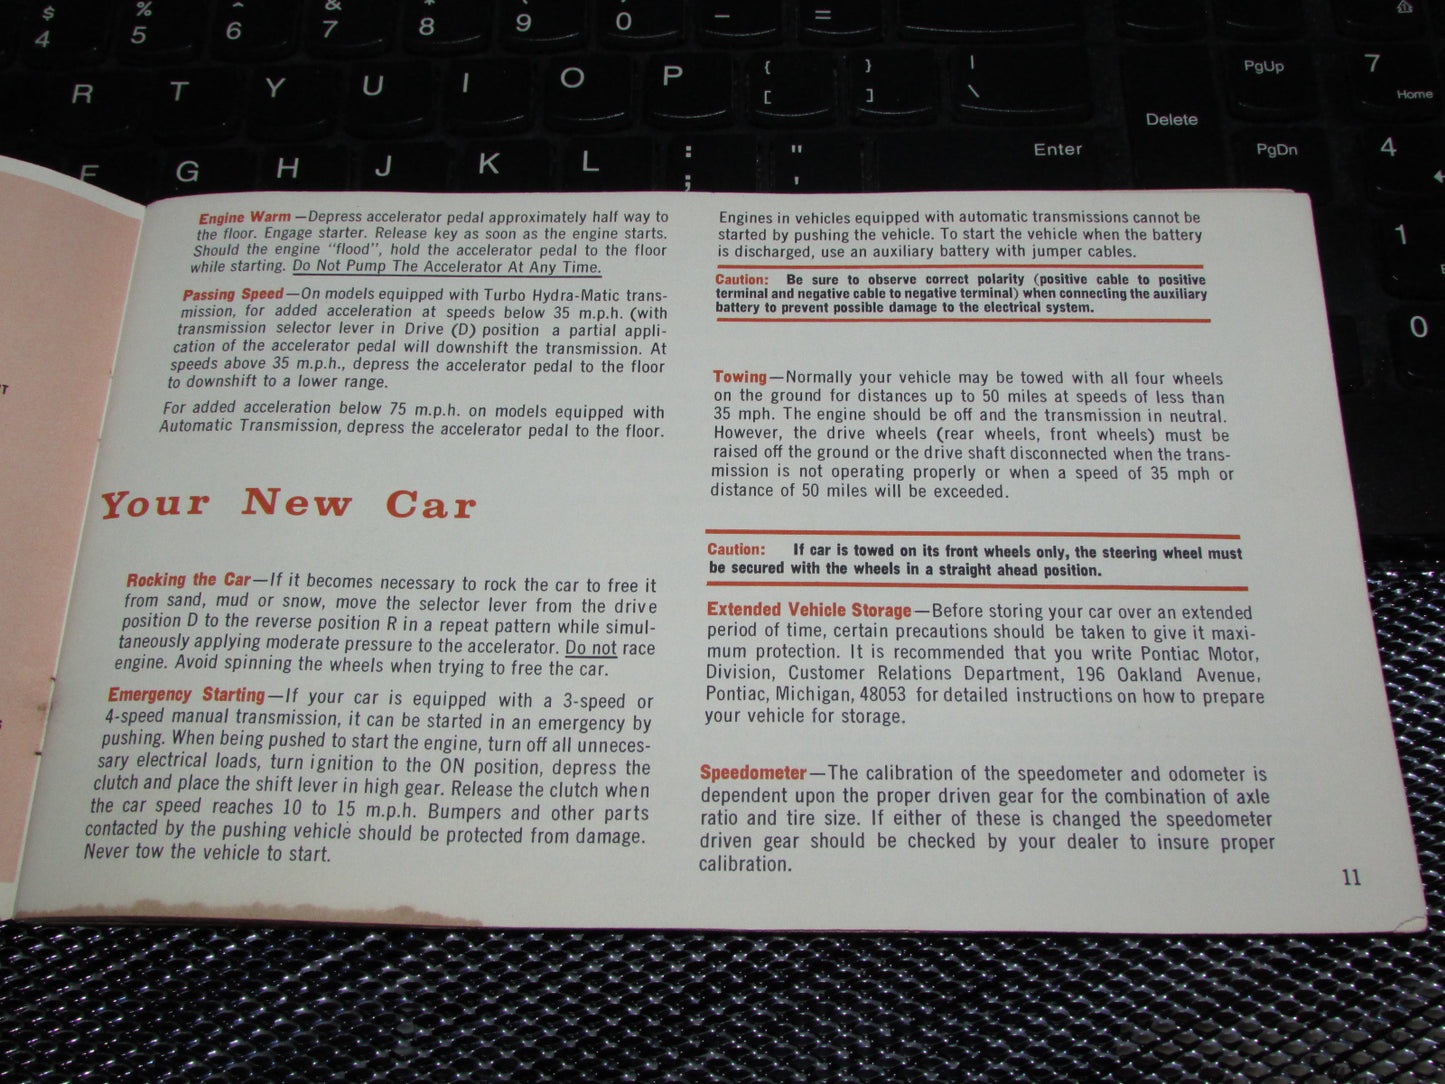 $ % ^ & ( ) _ +
4 5 6 7 8 9 0 - =
R T Y U I O P { [ } ] | \ Delete PgUp 7 Home
F G H J K L : ; " ' Enter PgDn 4
1
0
Engine Warm—Depress accelerator pedal approximately half way to
the floor. Engage starter. Release key as soon as the engine starts.
Should the engine "flood", hold the accelerator pedal to the floor
while starting. Do Not Pump The Accelerator At Any Time.
Passing Speed—On models equipped with Turbo Hydra-Matic trans-
mission, for added acceleration at speeds below 35 m.p.h. (with
transmission selector lever in Drive (D) position a partial appli-
cation of the accelerator pedal will downshift the transmission. At
speeds above 35 m.p.h., depress the accelerator pedal to the floor
to downshift to a lower range.
For added acceleration below 75 m.p.h. on models equipped with
Automatic Transmission, depress the accelerator pedal to the floor.
Your New Car
Rocking the Car—If it becomes necessary to rock the car to free it
from sand, mud or snow, move the selector lever from the drive
position D to the reverse position R in a repeat pattern while simul-
taneously applying moderate pressure to the accelerator. Do not race
engine. Avoid spinning the wheels when trying to free the car.
Emergency Starting—If your car is equipped with a 3-speed or
4-speed manual transmission, it can be started in an emergency by
pushing. When being pushed to start the engine, turn off all unneces-
sary electrical loads, turn ignition to the ON position, depress the
clutch and place the shift lever in high gear. Release the clutch when
the car speed reaches 10 to 15 m.p.h. Bumpers and other parts
contacted by the pushing vehicle should be protected from damage.
Never tow the vehicle to start.
Engines in vehicles equipped with automatic transmissions cannot be
started by pushing the vehicle. To start the vehicle when the battery
is discharged, use an auxiliary battery with jumper cables.
Caution: Be sure to observe correct polarity (positive cable to positive
terminal and negative cable to negative terminal) when connecting the auxiliary
battery to prevent possible damage to the electrical system.
Towing—Normally your vehicle may be towed with all four wheels
on the ground for distances up to 50 miles at speeds of less than
35 mph. The engine should be off and the transmission in neutral.
However, the drive wheels (rear wheels, front wheels) must be
raised off the ground or the drive shaft disconnected when the trans-
mission is not operating properly or when a speed of 35 mph or
distance of 50 miles will be exceeded.
Caution: If car is towed on its front wheels only, the steering wheel must
be secured with the wheels in a straight ahead position.
Extended Vehicle Storage—Before storing your car over an extended
period of time, certain precautions should be taken to give it maxi-
mum protection. It is recommended that you write Pontiac Motor,
Division, Customer Relations Department, 196 Oakland Avenue,
Pontiac, Michigan, 48053 for detailed instructions on how to prepare
your vehicle for storage.
Speedometer—The calibration of the speedometer and odometer is
dependent upon the proper driven gear for the combination of axle
ratio and tire size. If either of these is changed the speedometer
driven gear should be checked by your dealer to insure proper
calibration.
11